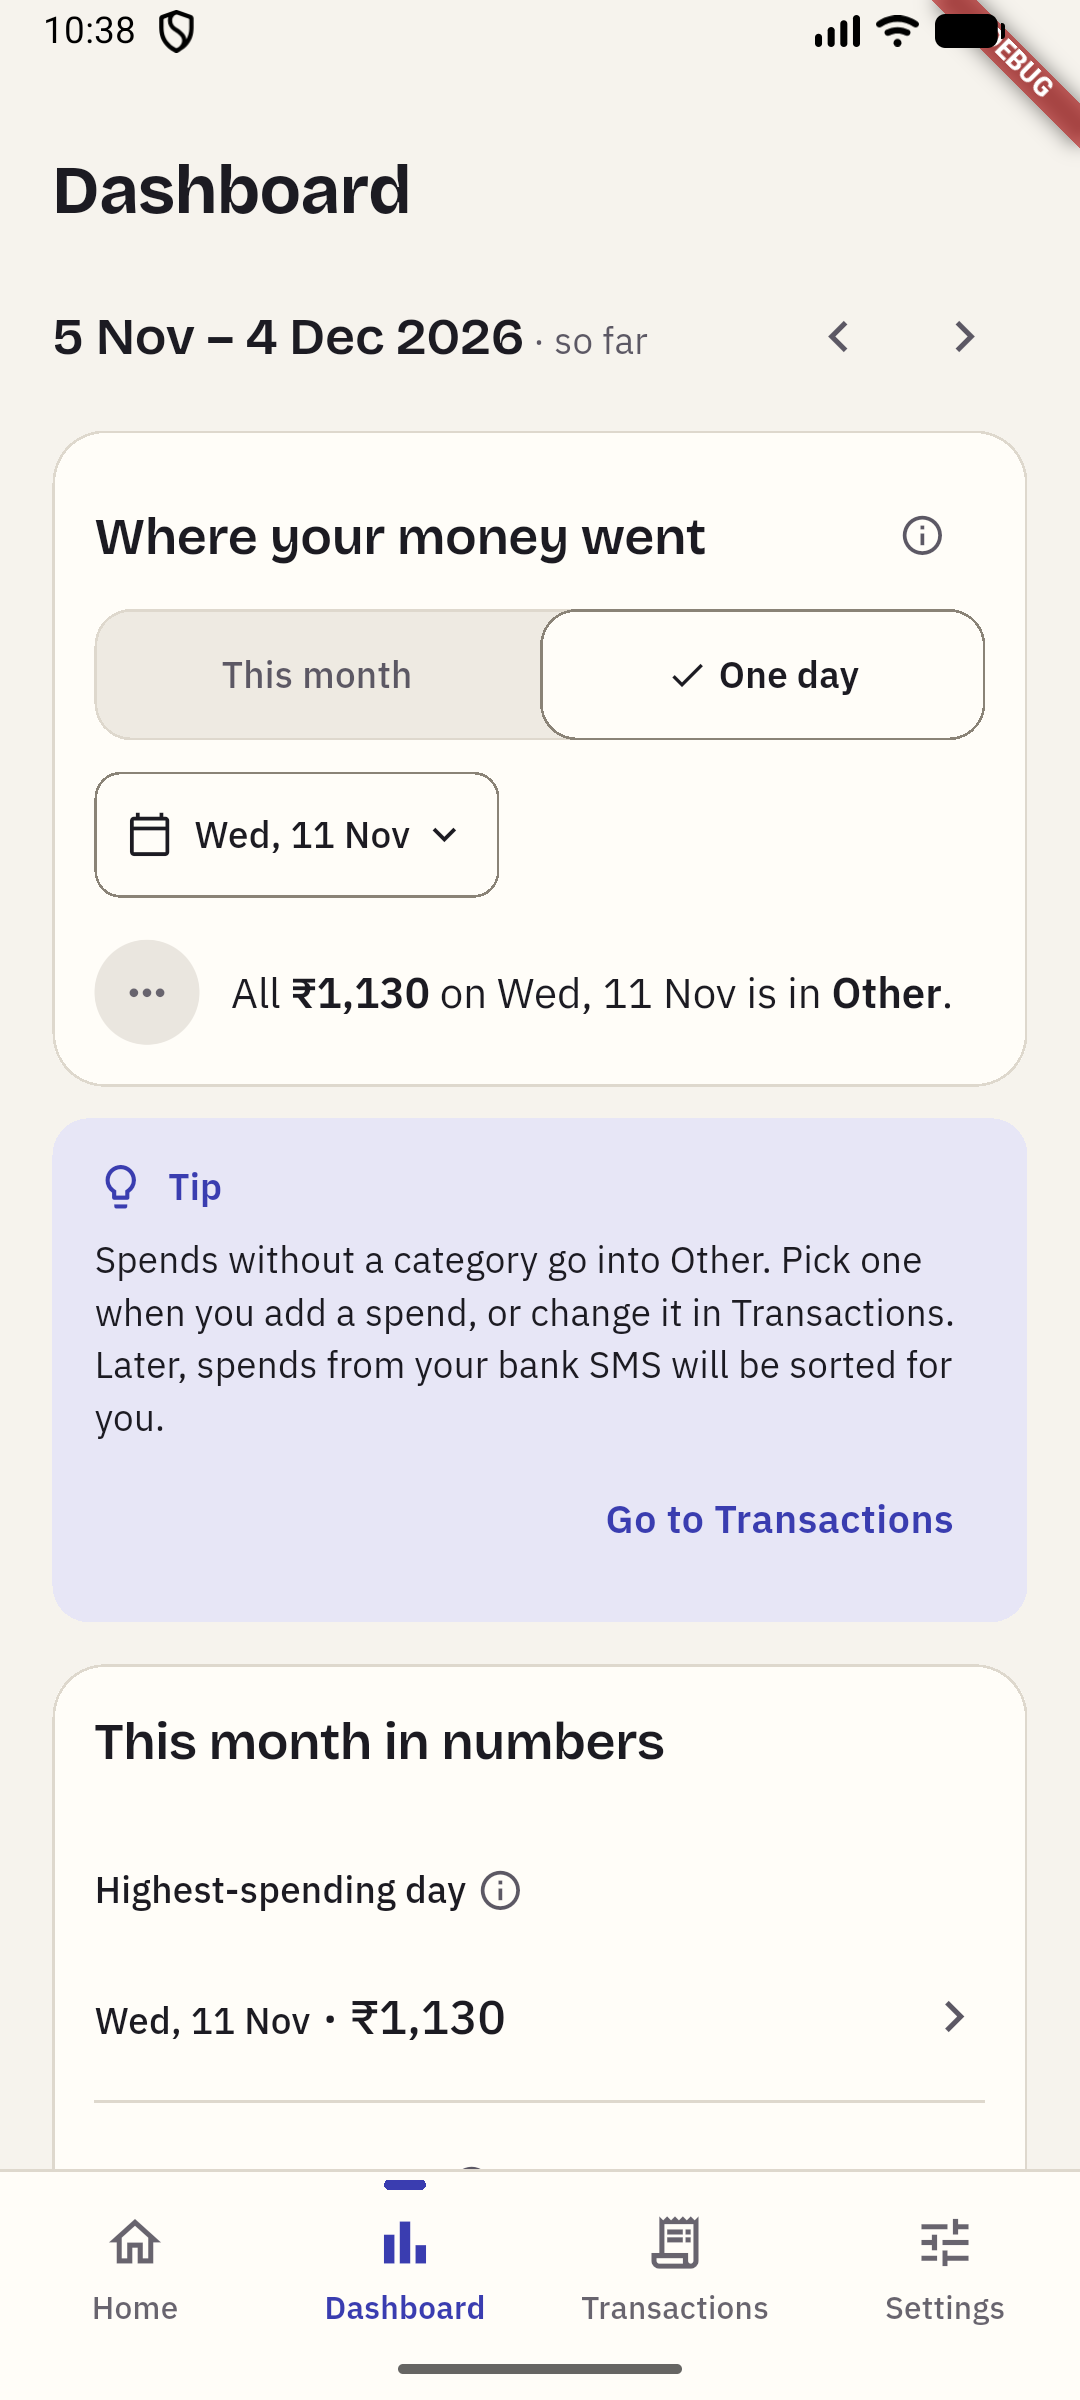 10:38
EBUG
Dashboard
5 Nov – 4 Dec 2026 · so far
Where your money went
This month
One day
Wed, 11 Nov
All ₹1,130 on Wed, 11 Nov is in Other.
Tip
Spends without a category go into Other. Pick one
when you add a spend, or change it in Transactions.
Later, spends from your bank SMS will be sorted for
you.
Go to Transactions
This month in numbers
Highest-spending day
Wed, 11 Nov · ₹1,130
Home
Dashboard
Transactions
Settings